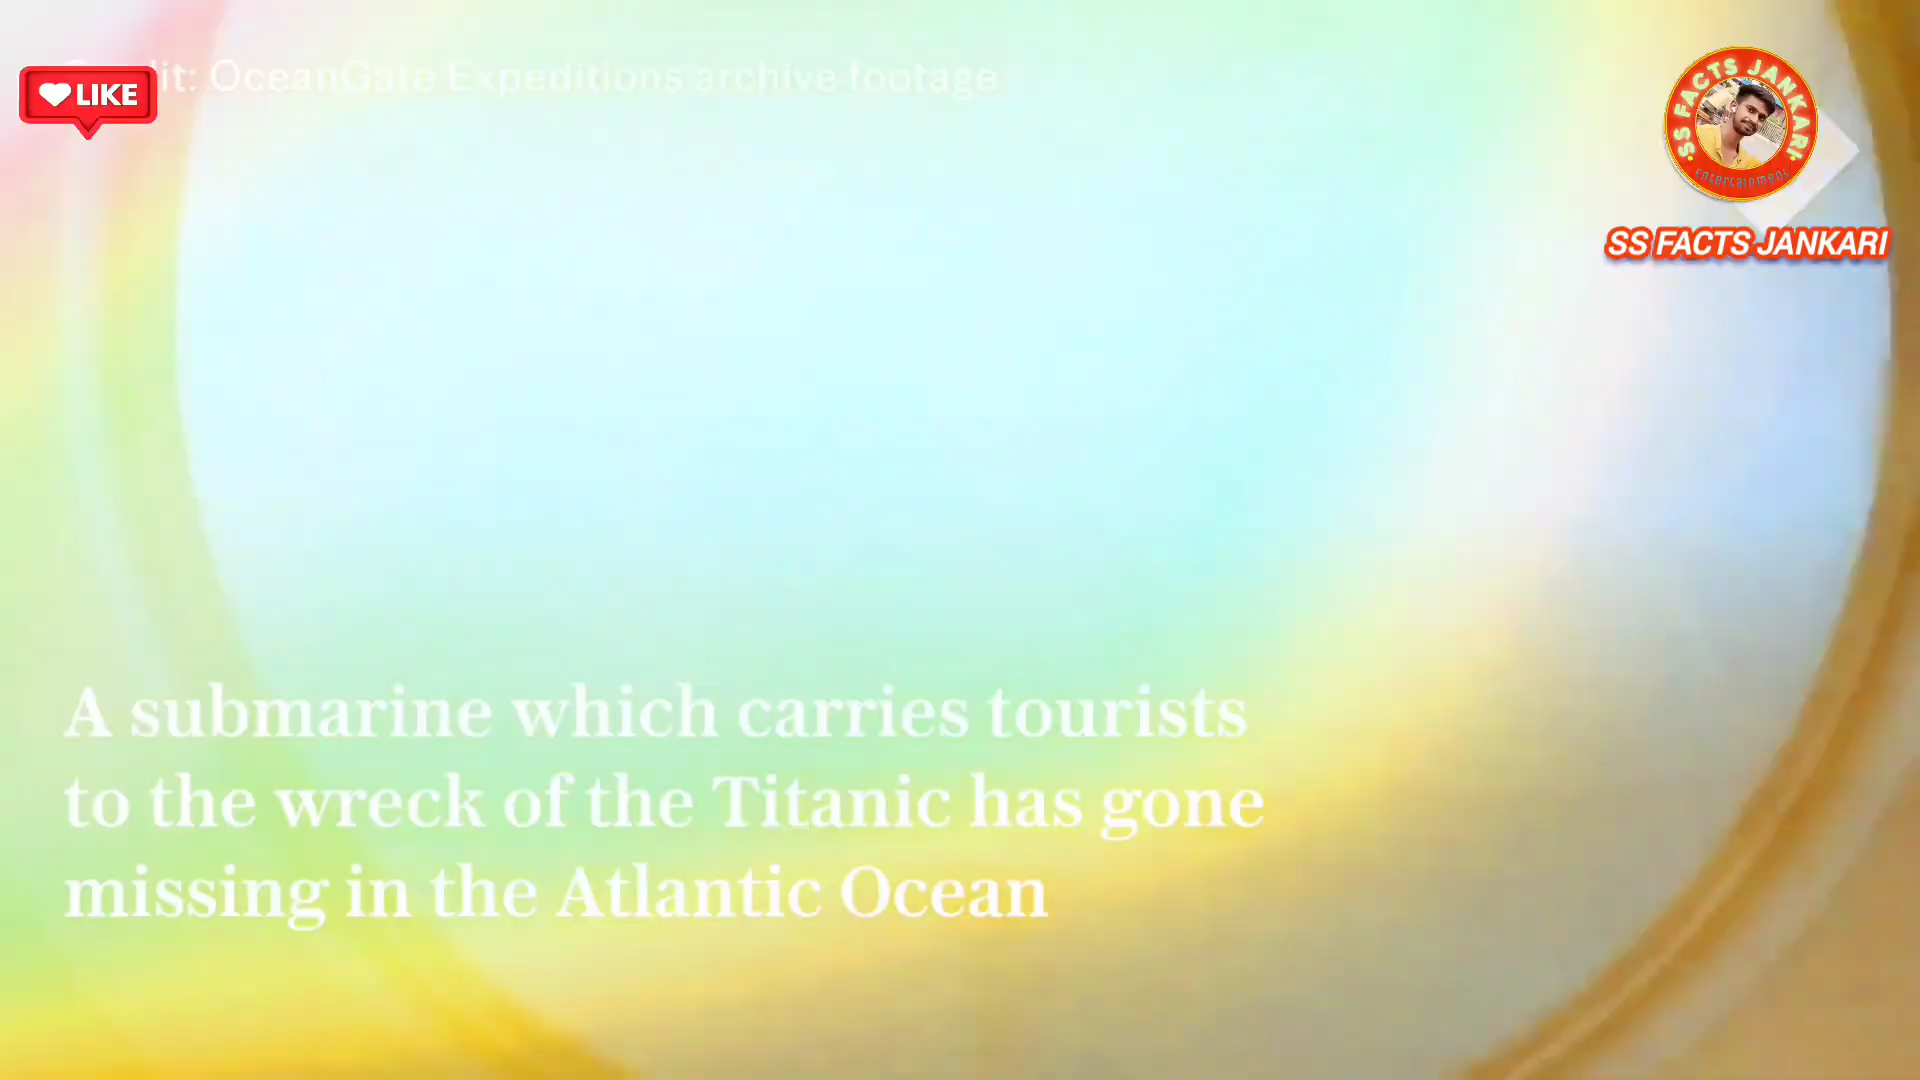 it: OceanGate Expeditions archive footage
LIKE
SS FACTS JANKARI
Entertainment
SS FACTS JANKARI
A submarine which carries tourists
to the wreck of the Titanic has gone
missing in the Atlantic Ocean